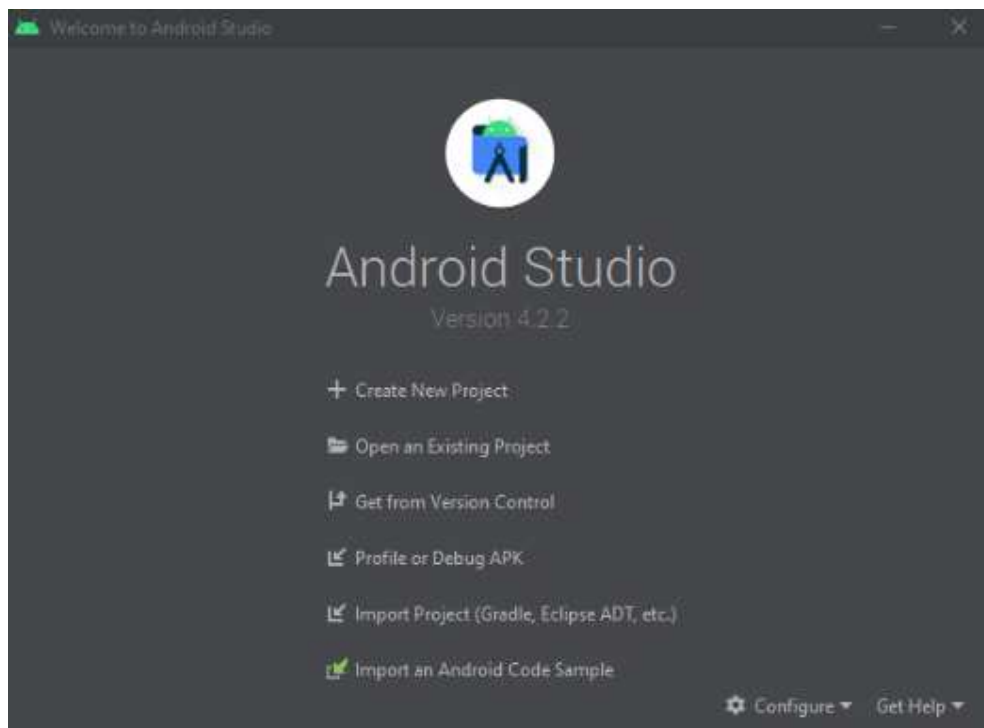 Welcome to Android Studio
Android Studio
Version 4.2.2
Create New Project
Open an Existing Project
Get from Version Control
Profile or Debug APK
Import Project (Gradle, Eclipse ADT, etc.)
Import an Android Code Sample
Configure Get Help